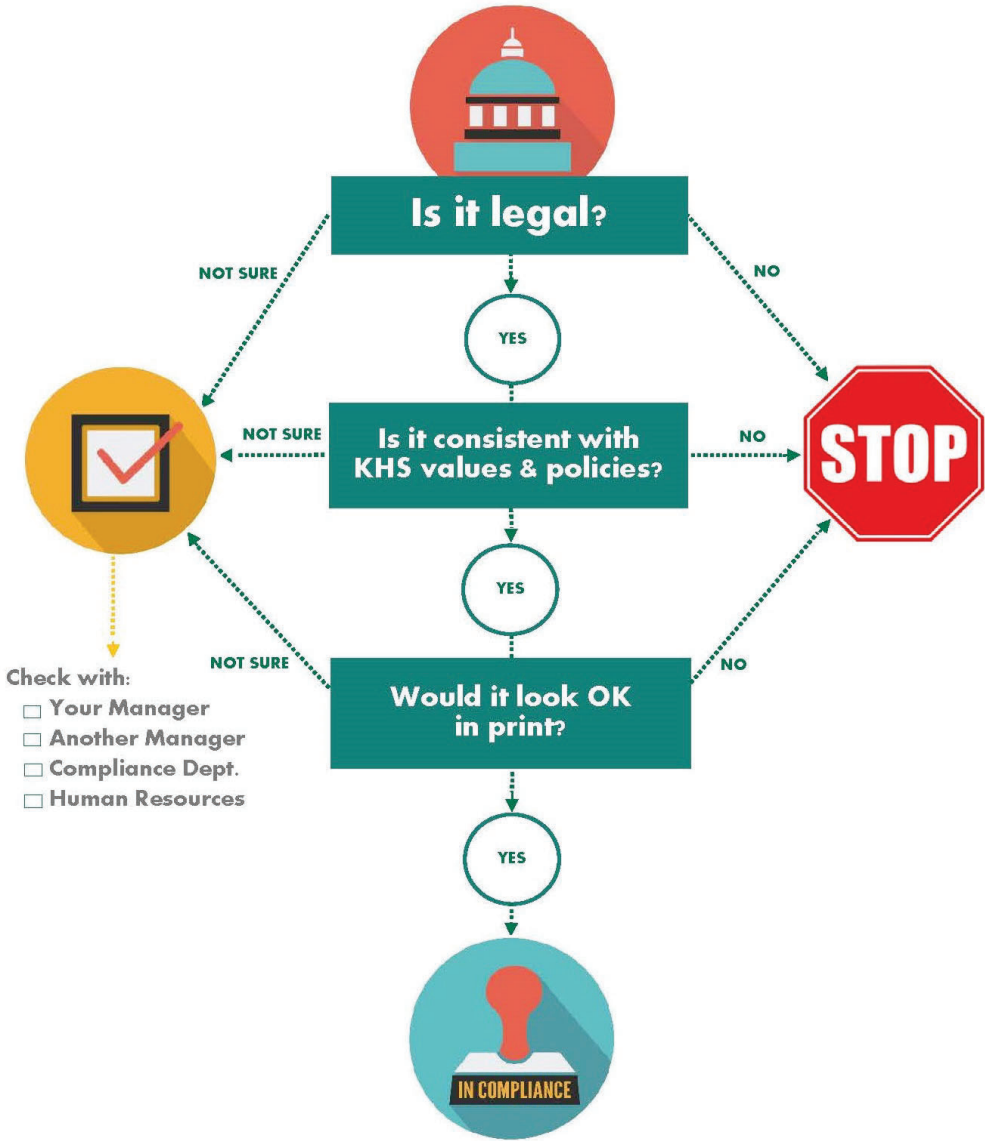 Is it legal?
NOT SURE
NO
YES
Is it consistent with
KHS values & policies?
NOT SURE
NO
STOP
YES
Would it look OK
in print?
NOT SURE
NO
Check with:
Your Manager
Another Manager
Compliance Dept.
Human Resources
YES
IN COMPLIANCE